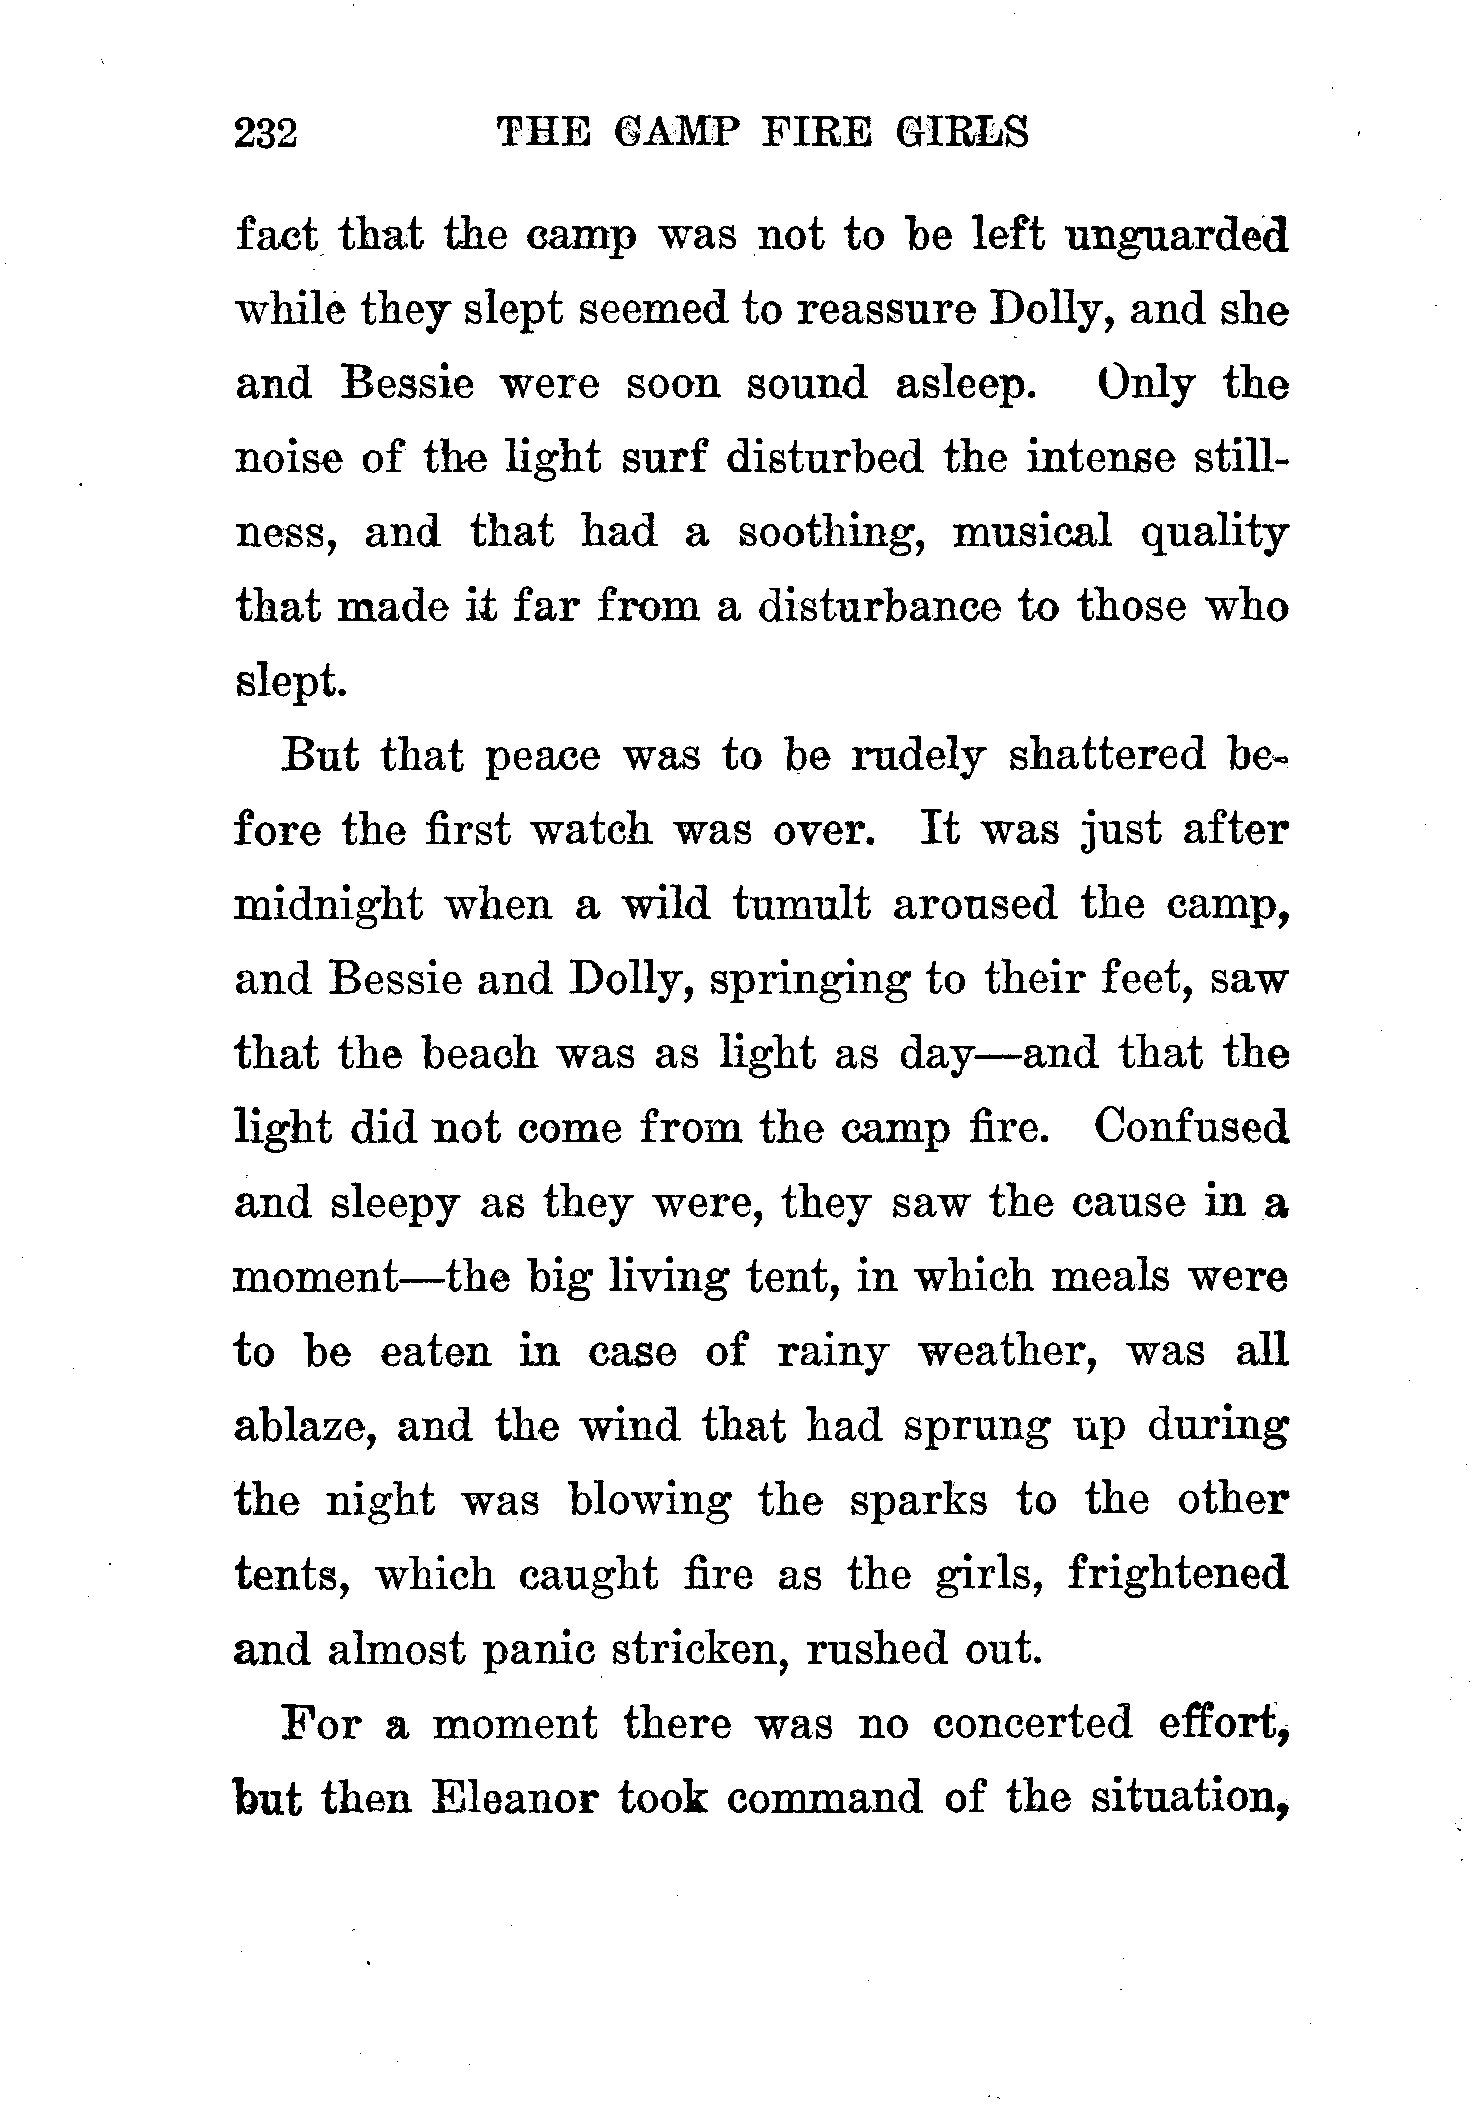 232 THE CAMP FIRE GIRLS
fact that the camp was not to be left unguarded
while they slept seemed to reassure Dolly, and she
and Bessie were soon sound asleep. Only the
noise of the light surf disturbed the intense still-
ness, and that had a soothing, musical quality
that made it far from a disturbance to those who
slept.
But that peace was to be rudely shattered be-
fore the first watch was over. It was just after
midnight when a wild tumult aroused the camp,
and Bessie and Dolly, springing to their feet, saw
that the beach was as light as day—and that the
light did not come from the camp fire. Confused
and sleepy as they were, they saw the cause in a
moment—the big living tent, in which meals were
to be eaten in case of rainy weather, was all
ablaze, and the wind that had sprung up during
the night was blowing the sparks to the other
tents, which caught fire as the girls, frightened
and almost panic stricken, rushed out.
For a moment there was no concerted effort,
but then Eleanor took command of the situation,